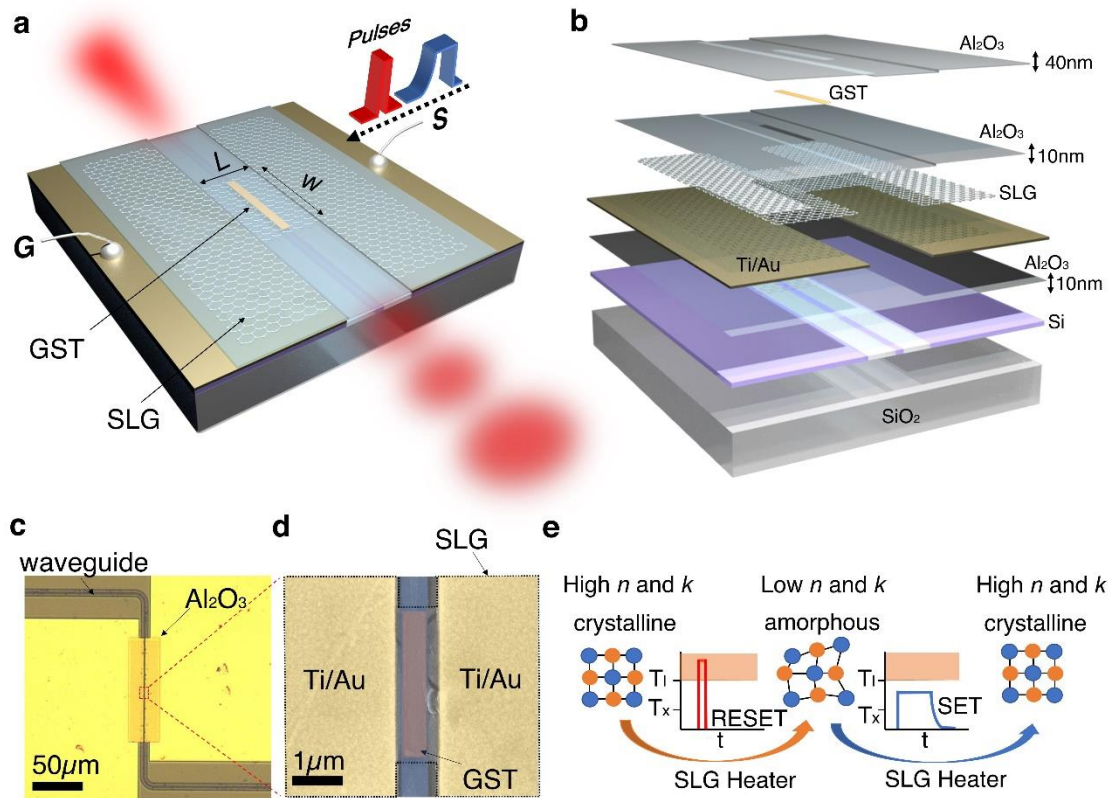 a
Pulses
S
L
W
G
GST
SLG
b
Al₂O₃
40nm
GST
Al₂O₃
10nm
SLG
Ti/Au
Al₂O₃
10nm
Si
SiO₂
c
waveguide
Al₂O₃
50µm
d
SLG
Ti/Au
Ti/Au
1µm
GST
e
High n and k
crystalline
Low n and k
amorphous
High n and k
crystalline
Tₗ
Tₓ
RESET
t
Tₗ
Tₓ
SET
t
SLG Heater
SLG Heater